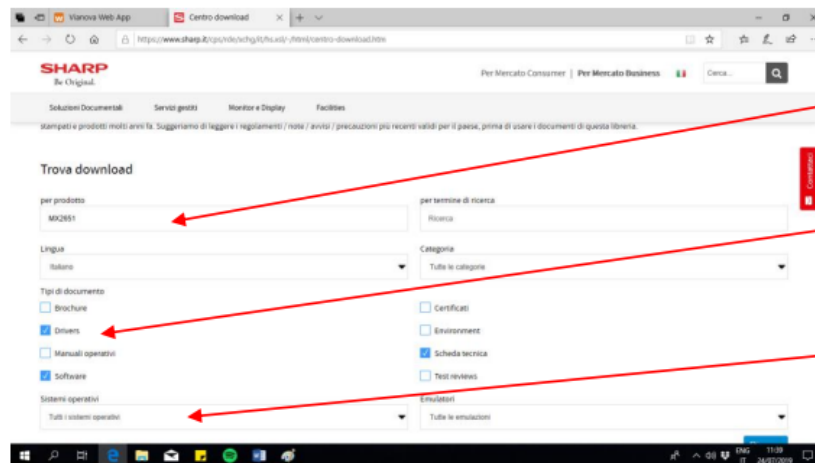 Vianova Web App
Centro download
https://www.sharp.it/cps/rde/xchg/it/hs.xsl/-/html/centro-download.htm
SHARP
Be Original.
Per Mercato Consumer | Per Mercato Business
Cerca...
Soluzioni Documentali Servizi gestiti Monitor e Display Facilities
stampati e prodotti molti anni fa. Suggeriamo di leggere i regolamenti / note / avvisi / precauzioni più recenti validi per il paese, prima di usare i documenti di questa libreria.
Contattaci
Trova download
per prodotto per termine di ricerca
MX2651 Ricerca
Lingue Categoria
Italiano Tutte le categorie
Tipi di documento
Brochure Certificati
Drivers Environment
Manuali operativi Scheda tecnica
Software Test reviews
Sistemi operativi Emulatori
Tutti i sistemi operativi Tutte le emulazioni
ENG 11:09
IT 24/07/2019